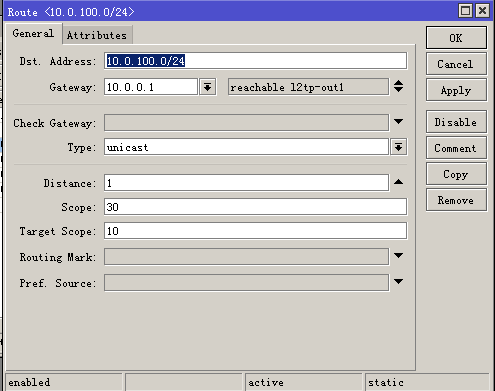 Route <10.0.100.0/24>
General Attributes
OK
Dst. Address: 10.0.100.0/24
Cancel
Gateway: 10.0.0.1 reachable l2tp-out1
Apply
Check Gateway:
Disable
Type: unicast
Comment
Copy
Distance: 1
Remove
Scope: 30
Target Scope: 10
Routing Mark:
Pref. Source:
enabled active static